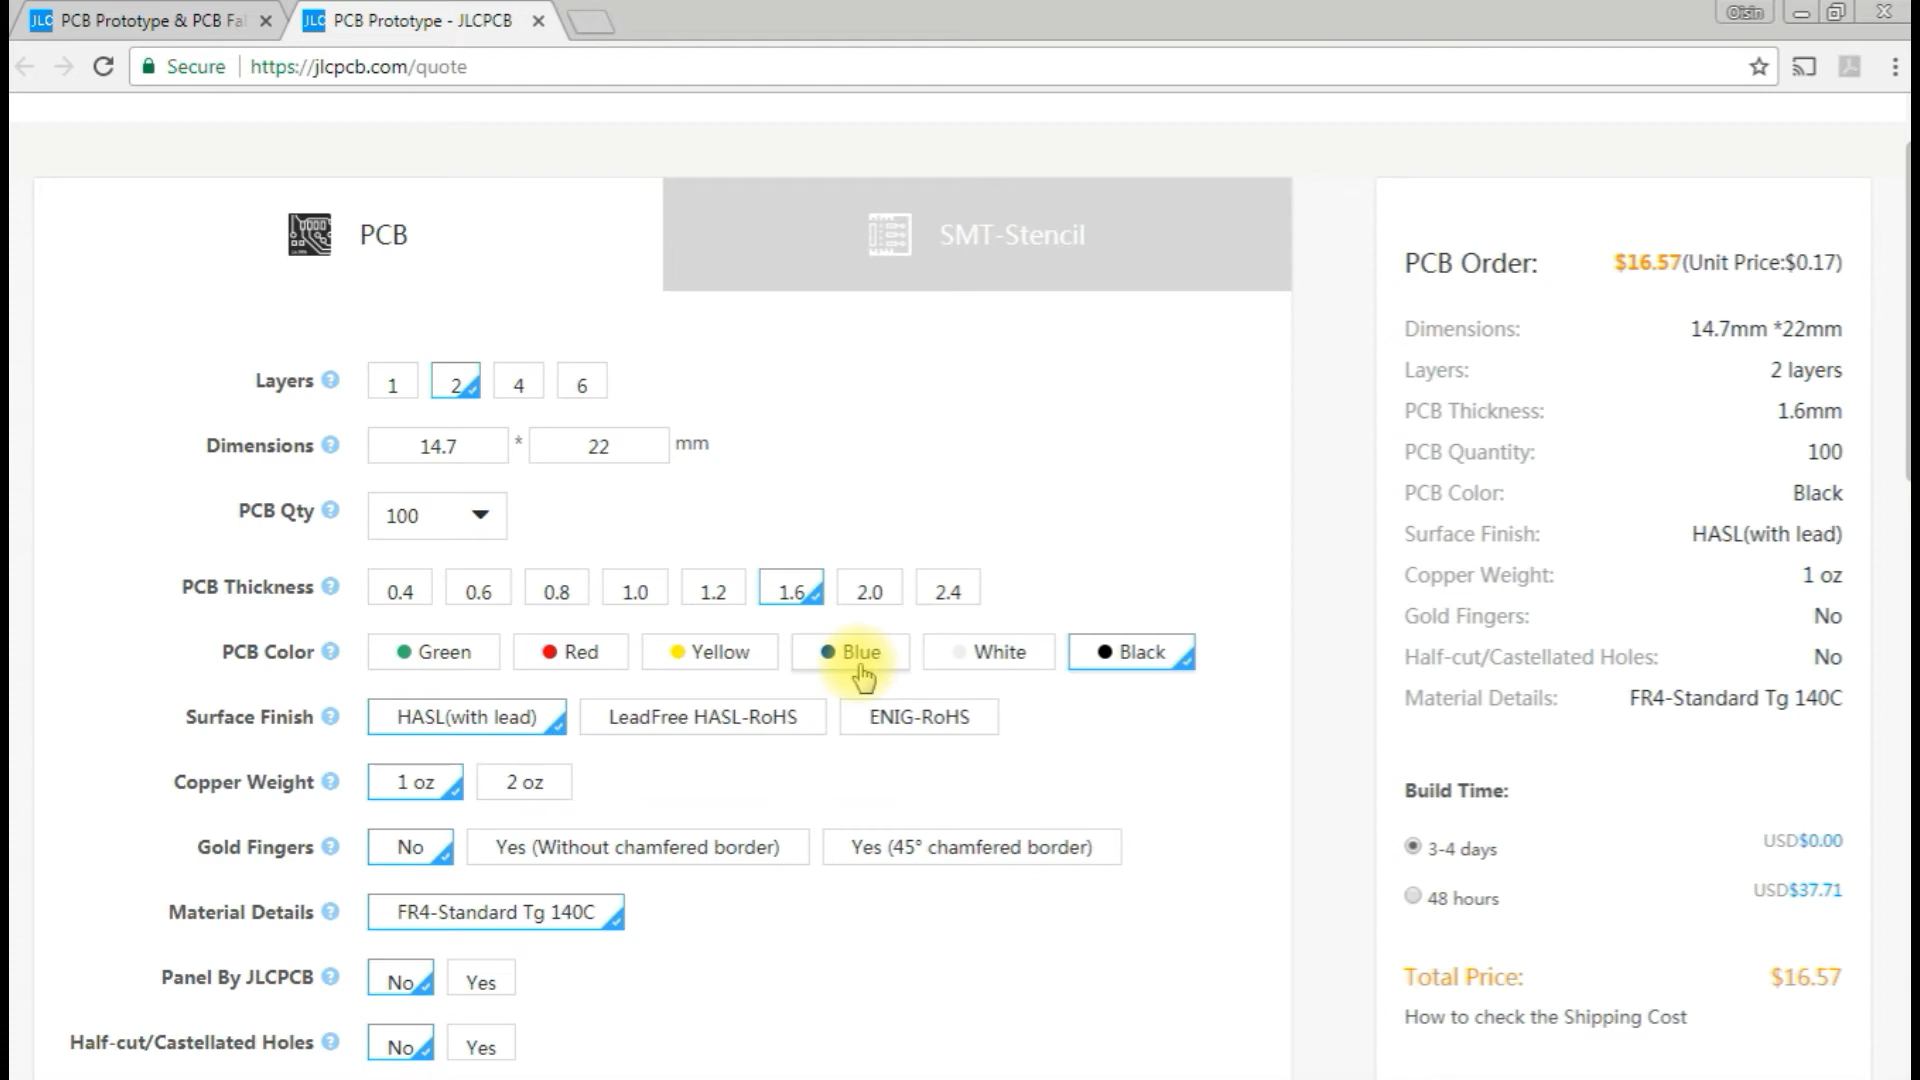 PCB Prototype & PCB Fal
PCB Prototype - JLCPCB
Oisin
Secure
https://jlcpcb.com/quote
PCB
SMT-Stencil
Layers 1 2 4 6
Dimensions 14.7 * 22 mm
PCB Qty 100
PCB Thickness 0.4 0.6 0.8 1.0 1.2 1.6 2.0 2.4
PCB Color Green Red Yellow Blue White Black
Surface Finish HASL(with lead) LeadFree HASL-RoHS ENIG-RoHS
Copper Weight 1 oz 2 oz
Gold Fingers No Yes (Without chamfered border) Yes (45° chamfered border)
Material Details FR4-Standard Tg 140C
Panel By JLCPCB No Yes
Half-cut/Castellated Holes No Yes
PCB Order: $16.57(Unit Price:$0.17)
Dimensions: 14.7mm *22mm
Layers: 2 layers
PCB Thickness: 1.6mm
PCB Quantity: 100
PCB Color: Black
Surface Finish: HASL(with lead)
Copper Weight: 1 oz
Gold Fingers: No
Half-cut/Castellated Holes: No
Material Details: FR4-Standard Tg 140C
Build Time:
3-4 days USD$0.00
48 hours USD$37.71
Total Price: $16.57
How to check the Shipping Cost